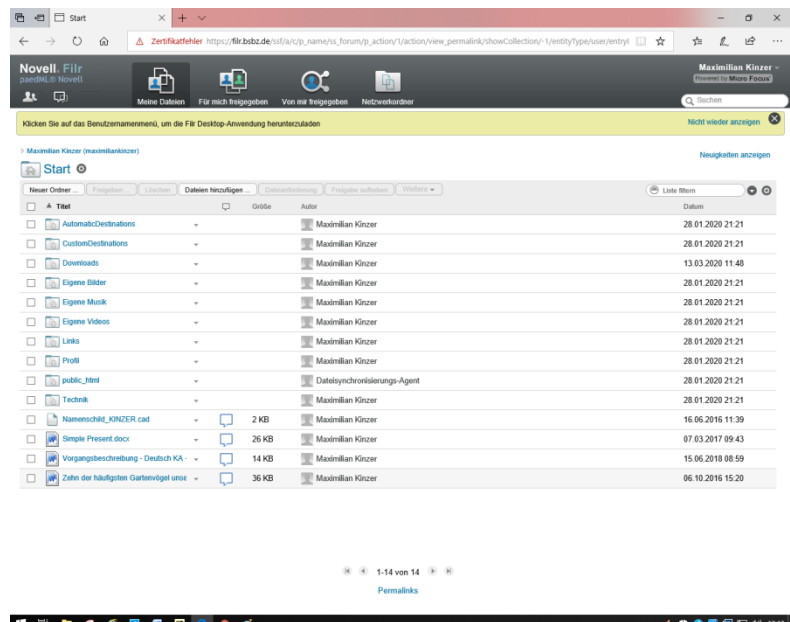 Start
Zertifikatfehler https://filr.bsbz.de/ssf/a/c/p_name/ss_forum/p_action/1/action/view_permalink/showCollection/-1/entityType/user/entryI
Novell. Filr
paedML® Novell
Maximilian Kinzer
Powered by Micro Focus
Meine Dateien Für mich freigegeben Von mir freigegeben Netzwerkordner
Suchen
Klicken Sie auf das Benutzernamenmenü, um die Filr Desktop-Anwendung herunterzuladen
Nicht wieder anzeigen
Maximilian Kinzer (maximiliankinzer)
Neuigkeiten anzeigen
Start
Neuer Ordner ... Freigeben ... Löschen Dateien hinzufügen ... Dateianforderung Freigabe aufheben Weitere
Liste filtern
Titel Größe Autor Datum
AutomaticDestinations Maximilian Kinzer 28.01.2020 21:21
CustomDestinations Maximilian Kinzer 28.01.2020 21:21
Downloads Maximilian Kinzer 13.03.2020 11:48
Eigene Bilder Maximilian Kinzer 28.01.2020 21:21
Eigene Musik Maximilian Kinzer 28.01.2020 21:21
Eigene Videos Maximilian Kinzer 28.01.2020 21:21
Links Maximilian Kinzer 28.01.2020 21:21
Profil Maximilian Kinzer 28.01.2020 21:21
public_html Dateisynchronisierungs-Agent 28.01.2020 21:21
Technik Maximilian Kinzer 28.01.2020 21:21
Namenschild_KINZER.cad 2 KB Maximilian Kinzer 16.06.2016 11:39
Simple Present.docx 26 KB Maximilian Kinzer 07.03.2017 09:43
Vorgangsbeschreibung - Deutsch KA - 14 KB Maximilian Kinzer 15.06.2018 08:59
Zehn der häufigsten Gartenvögel unse 36 KB Maximilian Kinzer 06.10.2016 15:20
1-14 von 14
Permalinks